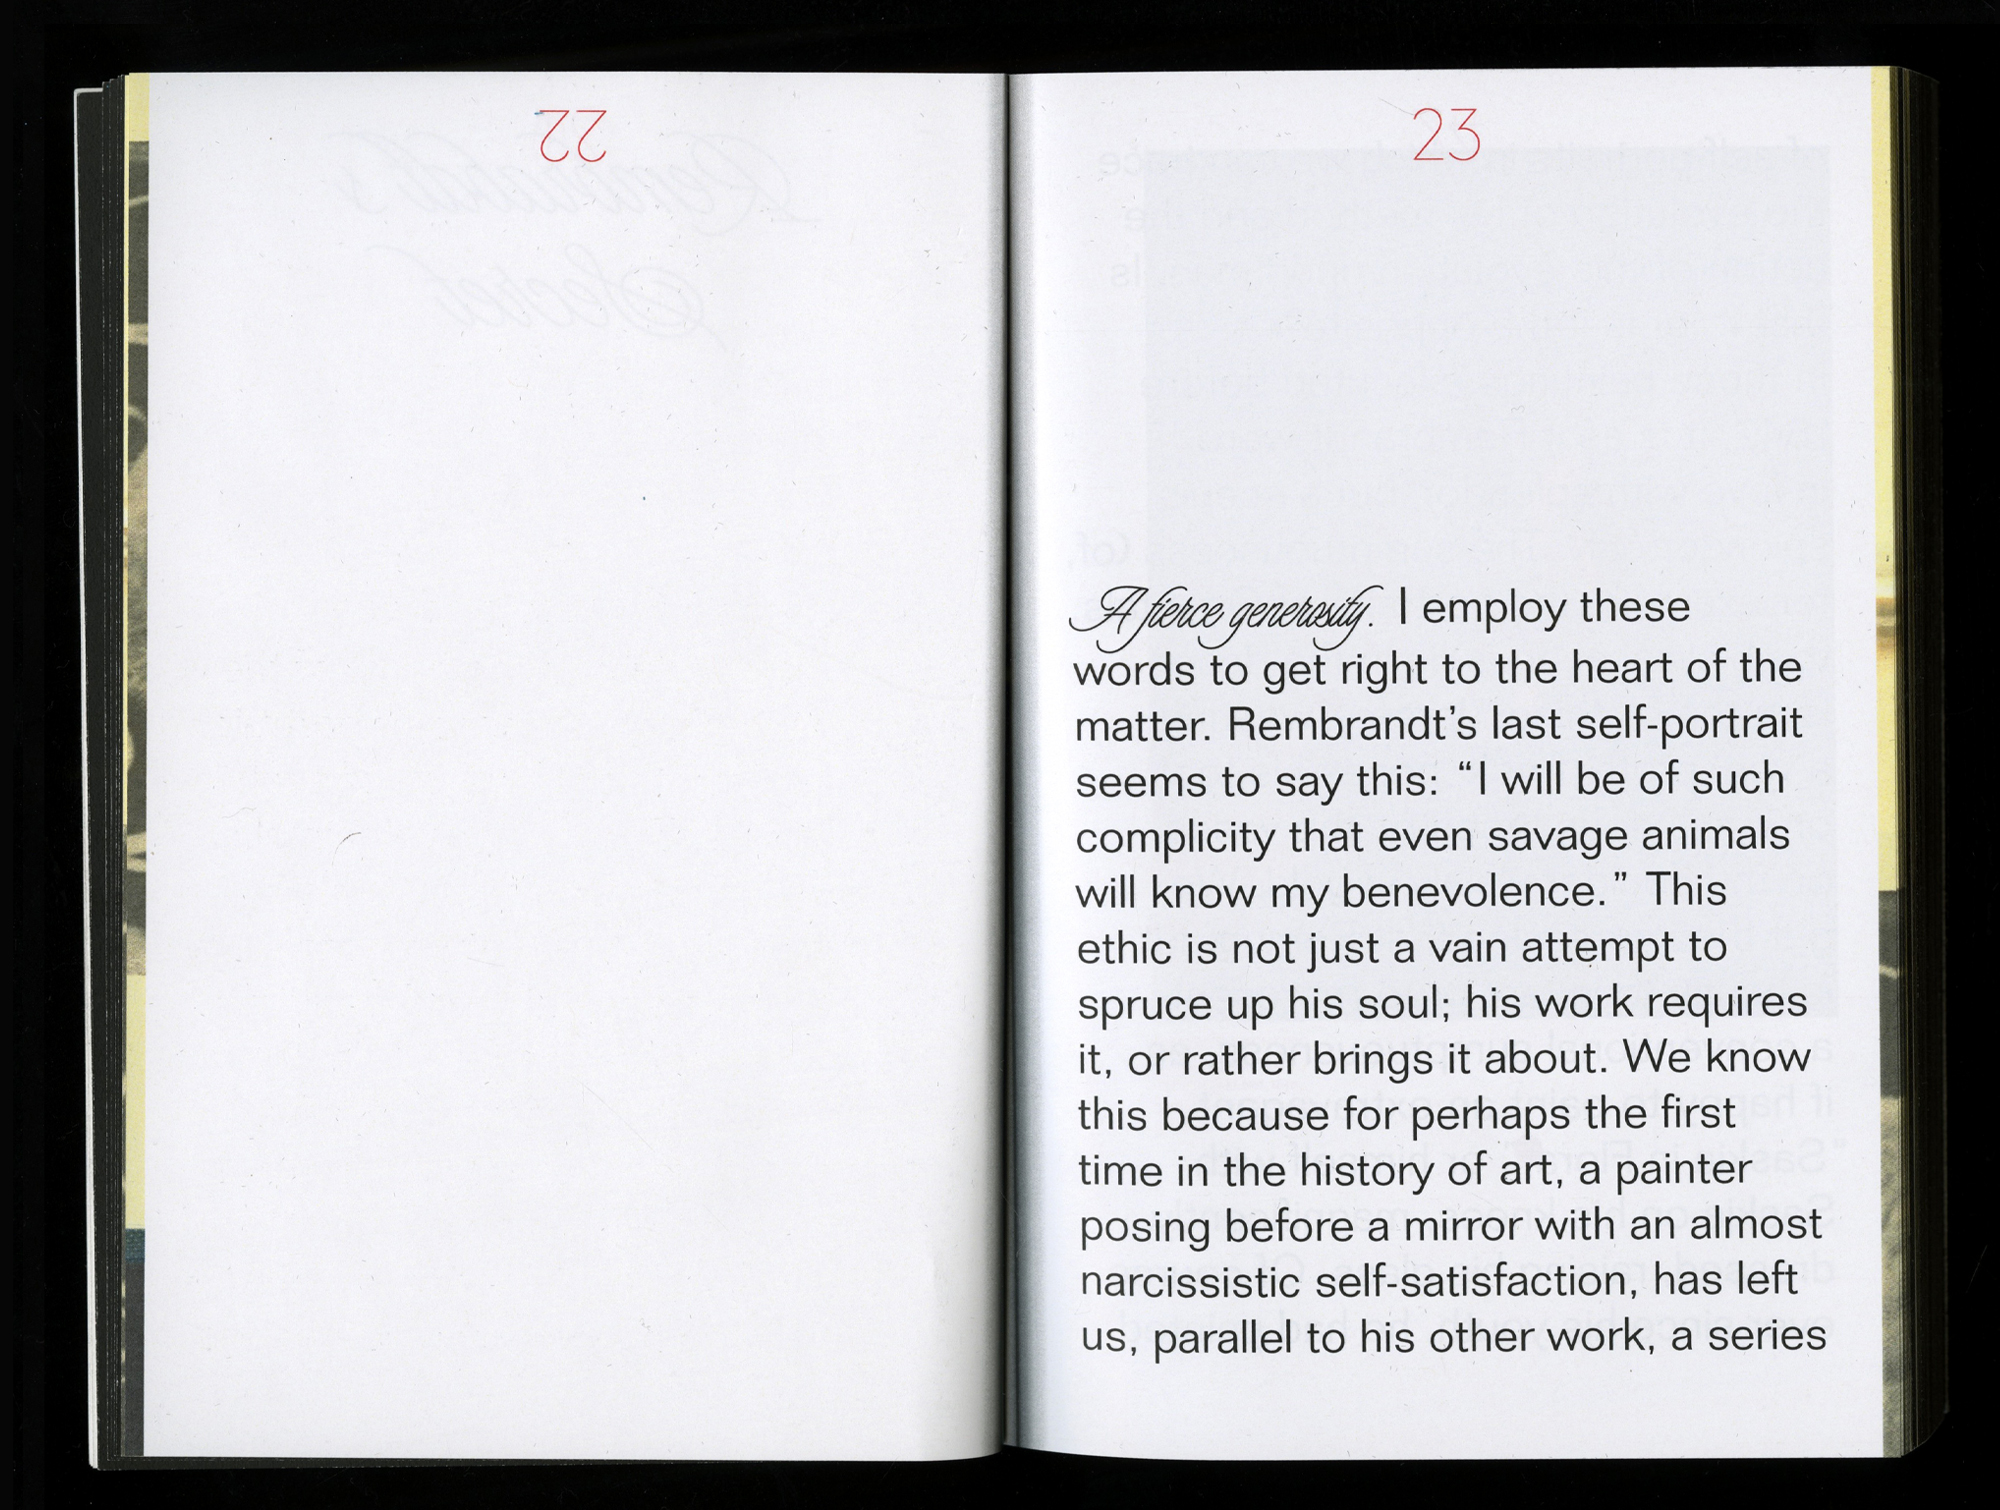 22
23
A fierce generosity. I employ these
words to get right to the heart of the
matter. Rembrandt’s last self-portrait
seems to say this: “I will be of such
complicity that even savage animals
will know my benevolence.” This
ethic is not just a vain attempt to
spruce up his soul; his work requires
it, or rather brings it about. We know
this because for perhaps the first
time in the history of art, a painter
posing before a mirror with an almost
narcissistic self-satisfaction, has left
us, parallel to his other work, a series